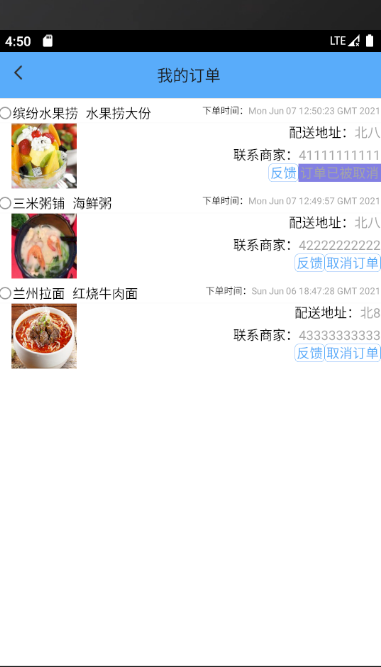 4:50 LTE
我的订单
缤纷水果捞 水果捞大份 下单时间：Mon Jun 07 12:50:23 GMT 2021
配送地址：北八
联系商家：41111111111
反馈 订单已被取消
三米粥铺 海鲜粥 下单时间：Mon Jun 07 12:49:57 GMT 2021
配送地址：北八
联系商家：42222222222
反馈 取消订单
兰州拉面 红烧牛肉面 下单时间：Sun Jun 06 18:47:28 GMT 2021
配送地址：北8
联系商家：43333333333
反馈 取消订单